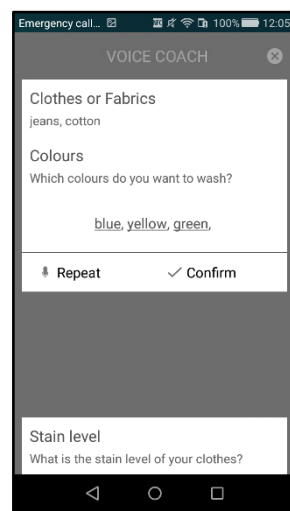 Emergency call... 100% 12:05
VOICE COACH
Clothes or Fabrics
jeans, cotton
Colours
Which colours do you want to wash?
blue, yellow, green,
Repeat Confirm
Stain level
What is the stain level of your clothes?